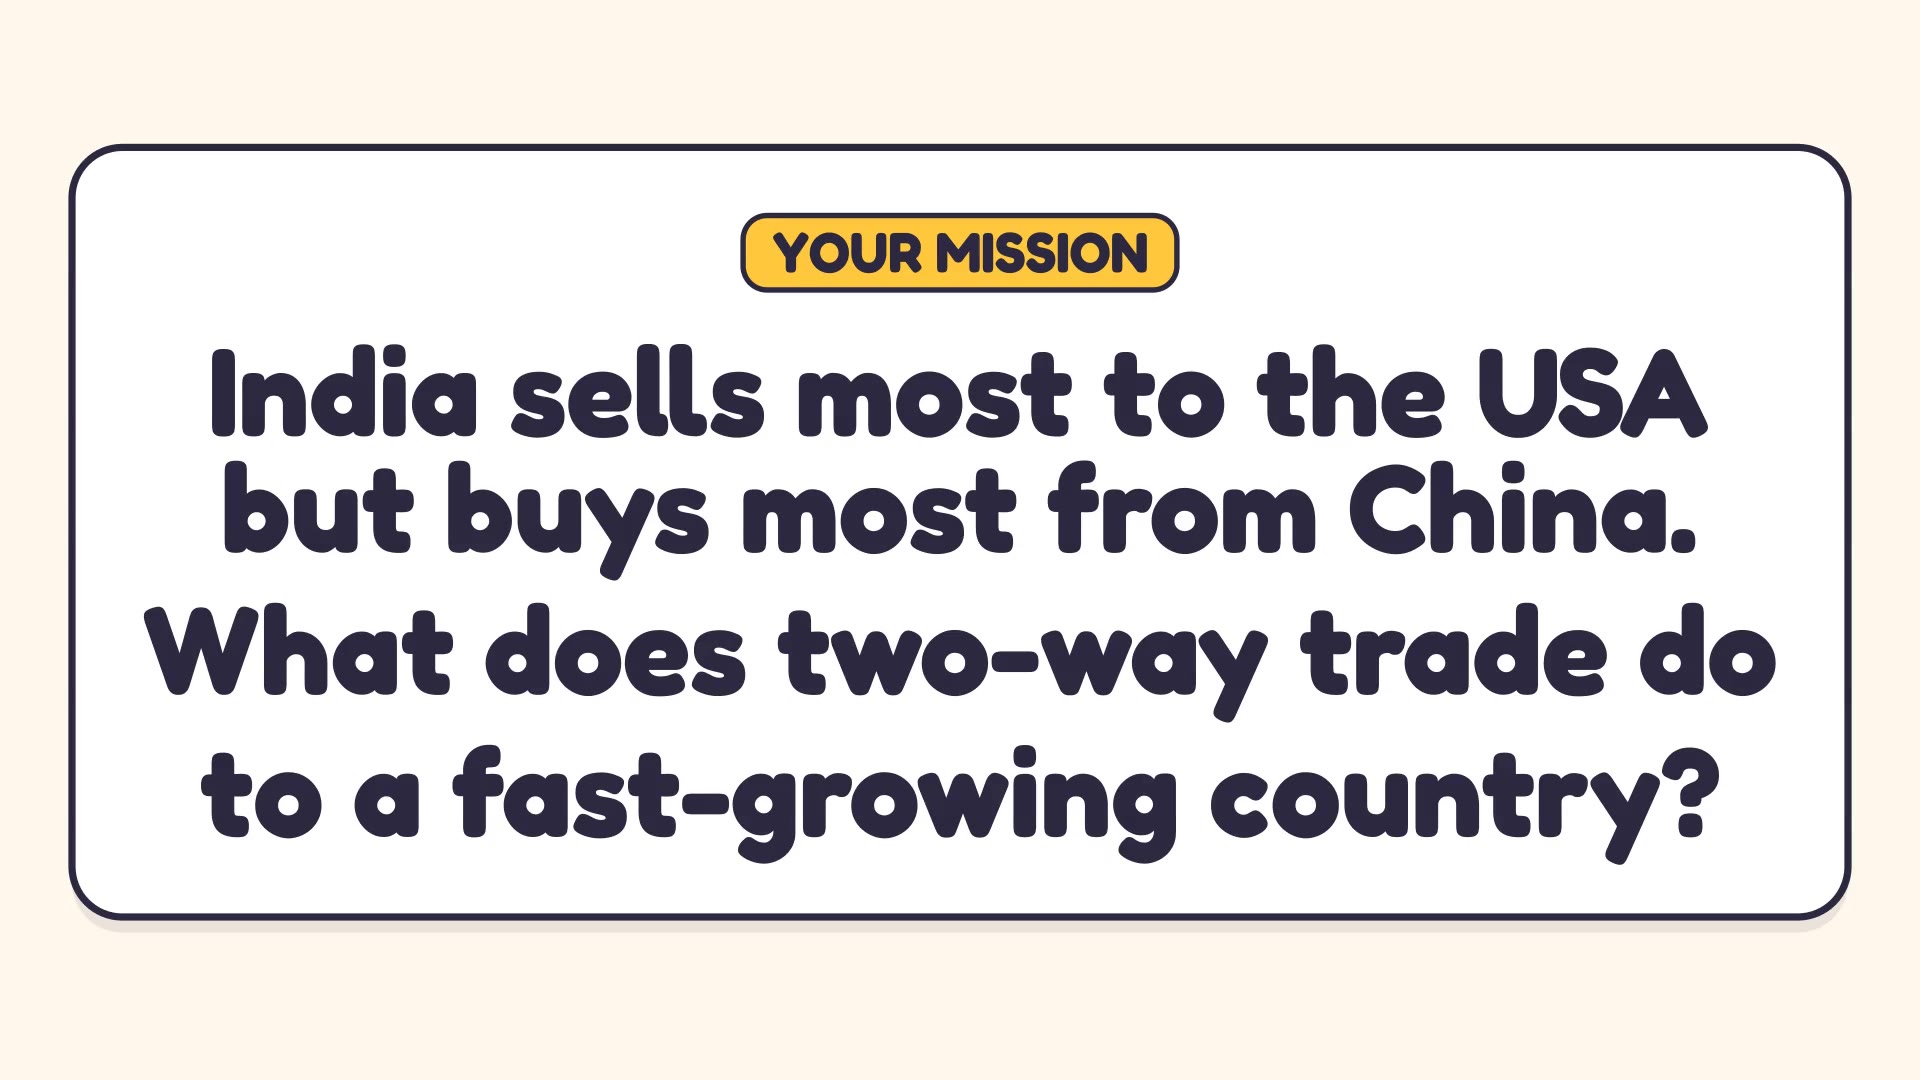 YOUR MISSION
India sells most to the USA
but buys most from China.
What does two-way trade do
to a fast-growing country?